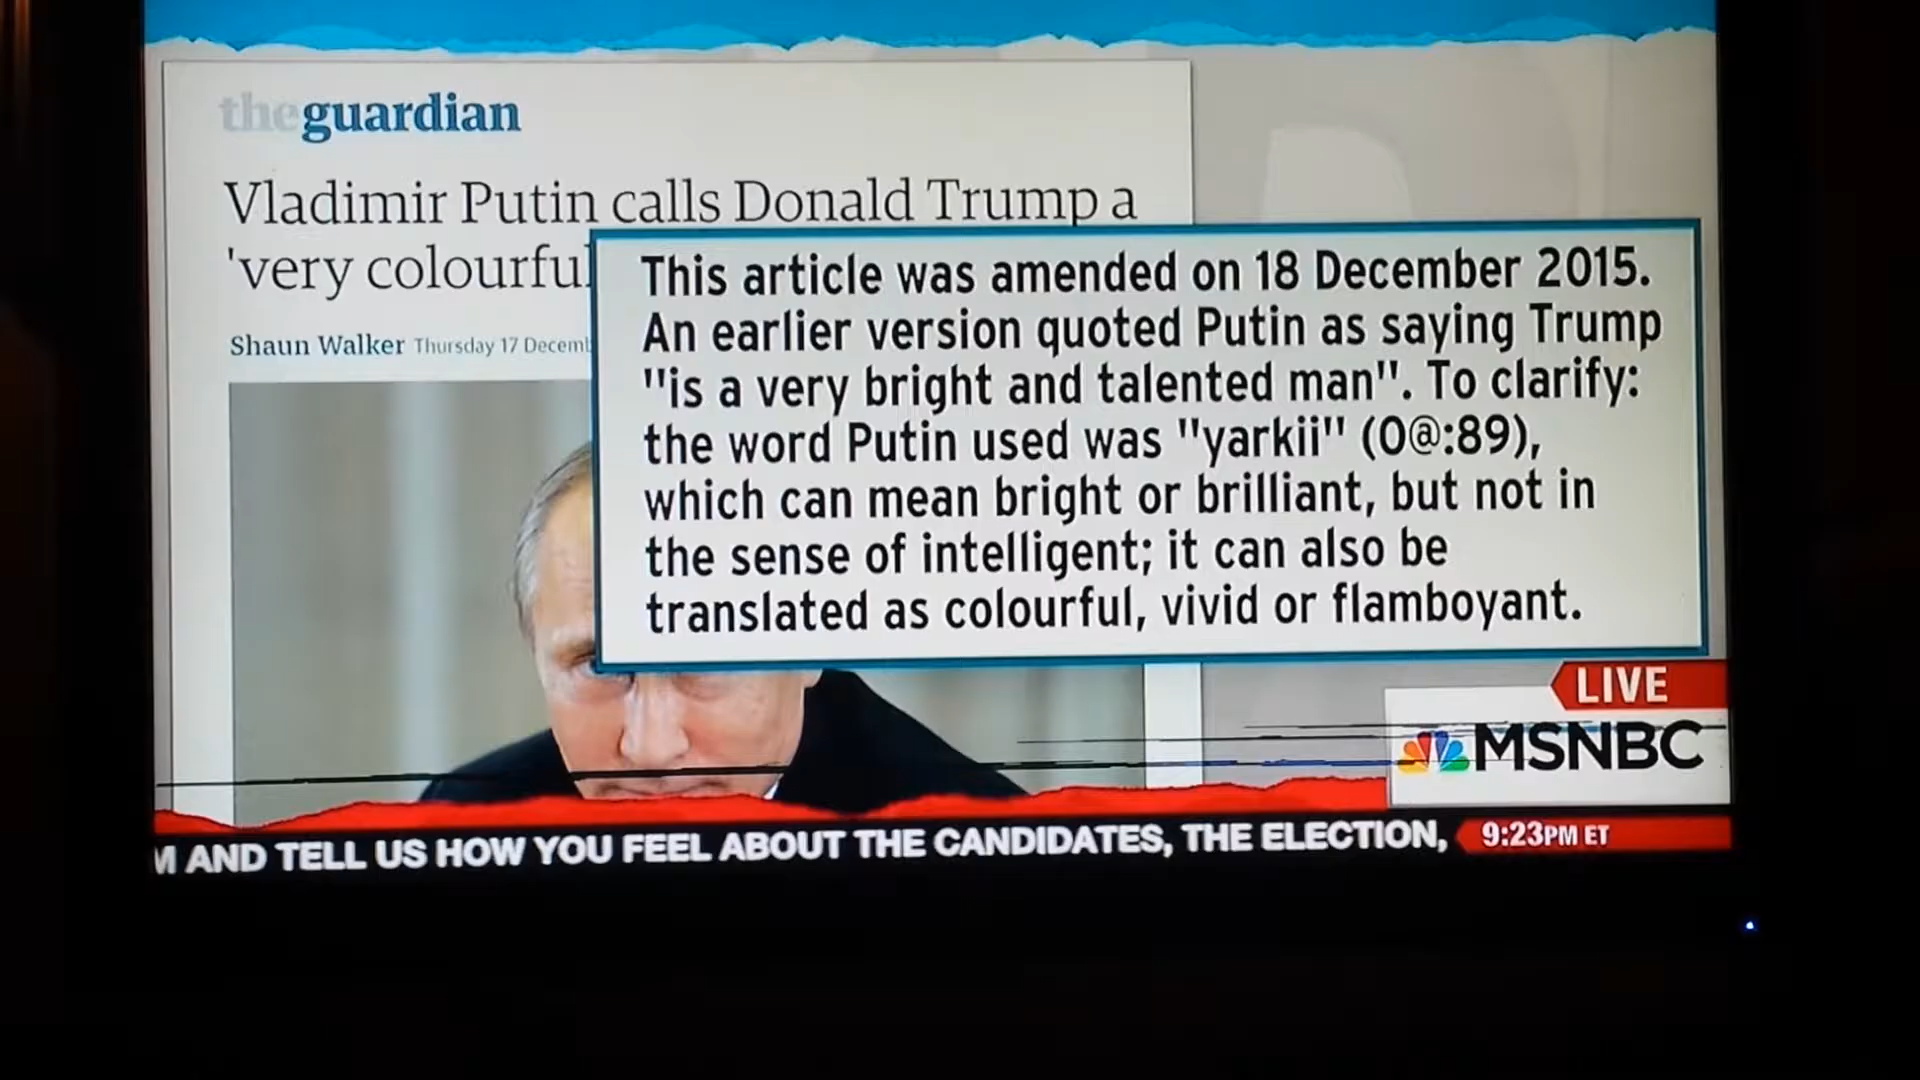 theguardian
Vladimir Putin calls Donald Trump a
'very colourful
Shaun Walker Thursday 17 Decemb
This article was amended on 18 December 2015.
An earlier version quoted Putin as saying Trump
"is a very bright and talented man". To clarify:
the word Putin used was "yarkii" (0@:89),
which can mean bright or brilliant, but not in
the sense of intelligent; it can also be
translated as colourful, vivid or flamboyant.
LIVE
MSNBC
M AND TELL US HOW YOU FEEL ABOUT THE CANDIDATES, THE ELECTION,
9:23PM ET